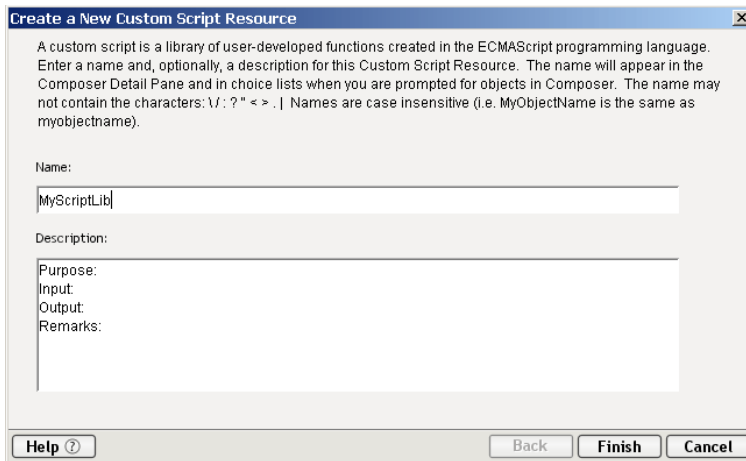 Create a New Custom Script Resource
A custom script is a library of user-developed functions created in the ECMAScript programming language.
Enter a name and, optionally, a description for this Custom Script Resource.  The name will appear in the
Composer Detail Pane and in choice lists when you are prompted for objects in Composer.  The name may
not contain the characters: \ / : ? " < > . |  Names are case insensitive (i.e. MyObjectName is the same as
myobjectname).
Name:
MyScriptLib
Description:
Purpose:
Input:
Output:
Remarks:
Help ? Back Finish Cancel